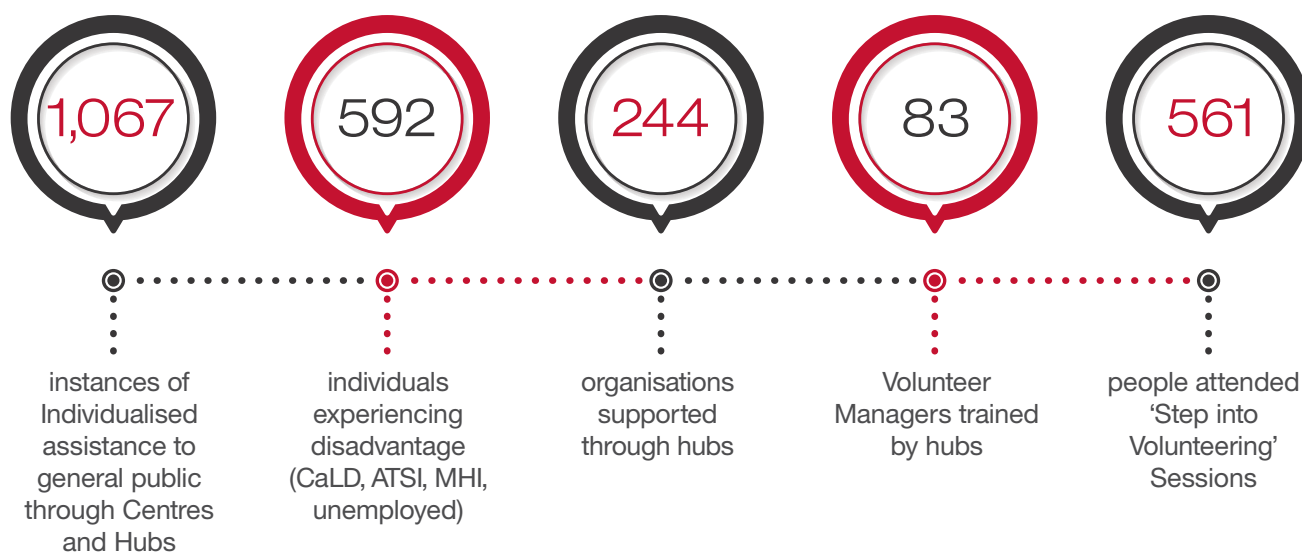 1,067
592
244
83
561
instances of
Individualised
assistance to
general public
through Centres
and Hubs
individuals
experiencing
disadvantage
(CaLD, ATSI, MHI,
unemployed)
organisations
supported
through hubs
Volunteer
Managers trained
by hubs
people attended
‘Step into
Volunteering’
Sessions